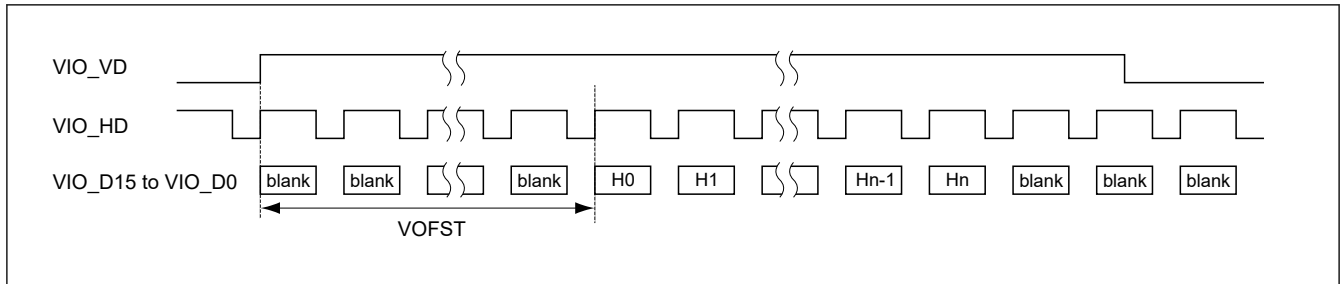 VIO_VD
VIO_HD
VIO_D15 to VIO_D0 blank blank blank H0 H1 Hn-1 Hn blank blank blank
VOFST